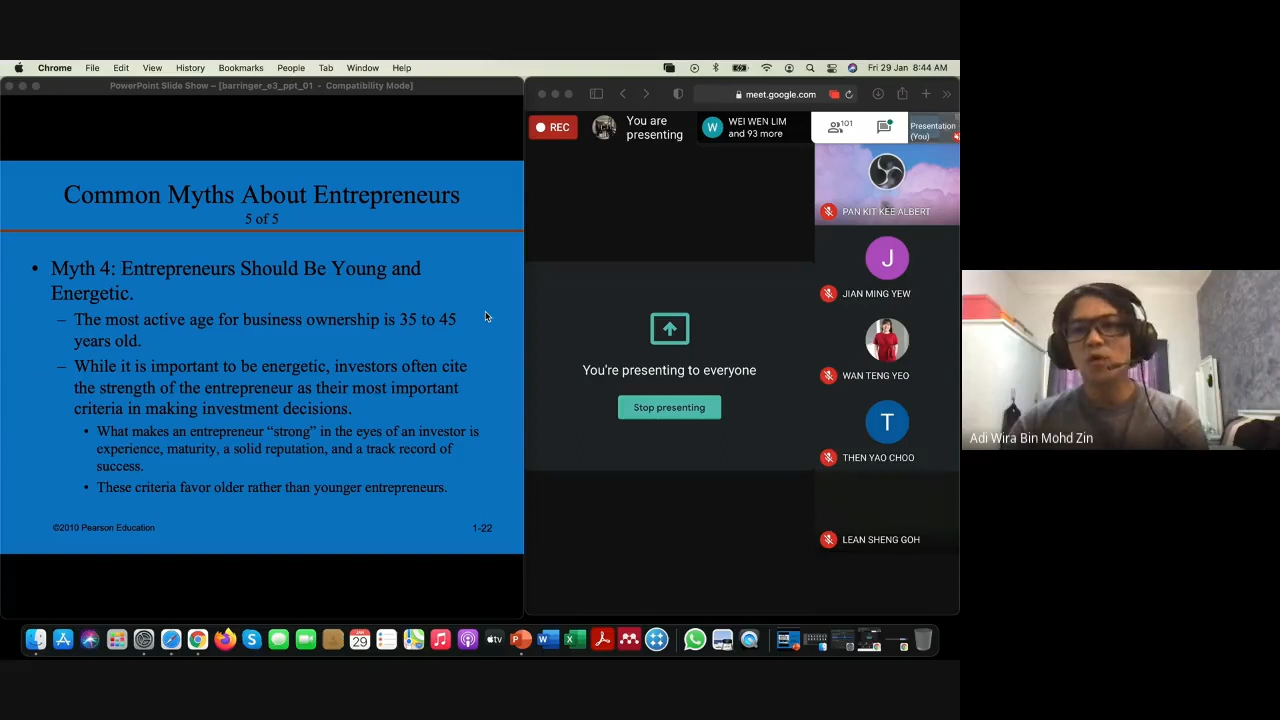 Chrome File Edit View History Bookmarks People Tab Window Help
Fri 29 Jan 8:44 AM
PowerPoint Slide Show – [barringer_e3_ppt_01 - Compatibility Mode]
Common Myths About Entrepreneurs
5 of 5
• Myth 4: Entrepreneurs Should Be Young and
Energetic.
– The most active age for business ownership is 35 to 45
years old.
– While it is important to be energetic, investors often cite
the strength of the entrepreneur as their most important
criteria in making investment decisions.
• What makes an entrepreneur “strong” in the eyes of an investor is
experience, maturity, a solid reputation, and a track record of
success.
• These criteria favor older rather than younger entrepreneurs.
©2010 Pearson Education
1-22
meet.google.com
REC
You are
presenting
W
WEI WEN LIM
and 93 more
101
Presentation
(You)
You're presenting to everyone
Stop presenting
PAN KIT KEE ALBERT
J
JIAN MING YEW
WAN TENG YEO
T
THEN YAO CHOO
LEAN SHENG GOH
Adi Wira Bin Mohd Zin
JAN
29
tv